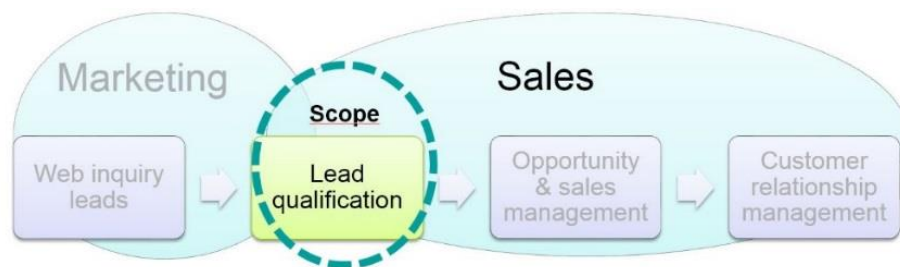 Marketing
Sales
Scope
Web inquiry
leads
Lead
qualification
Opportunity
& sales
management
Customer
relationship
management